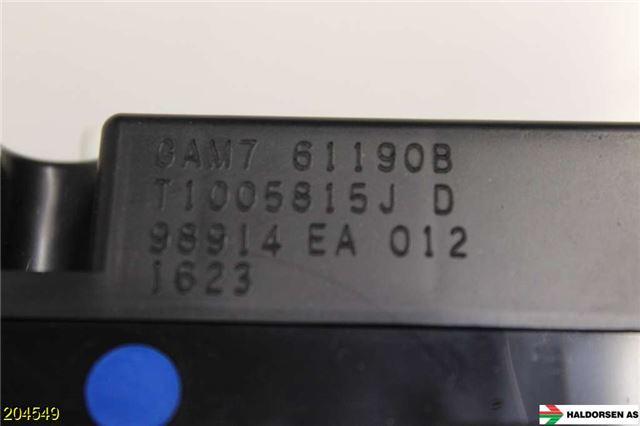 GAM7 61190B
T1005815J D
98914 EA 012
1623
204549
HALDORSEN AS